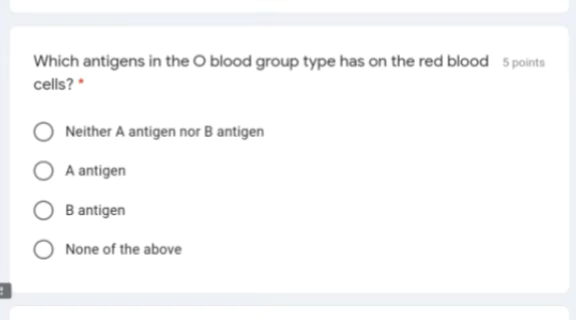 Which antigens in the O blood group type has on the red blood 5 points
cells? *
Neither A antigen nor B antigen
A antigen
B antigen
None of the above